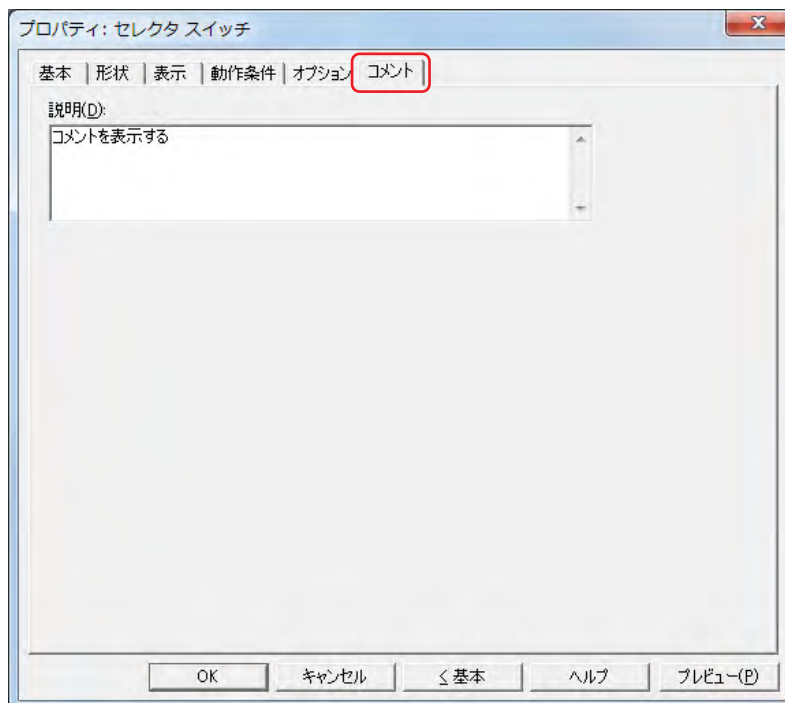 プロパティ: セレクタ スイッチ
基本 形状 表示 動作条件 オプション コメント
説明(D):
コメントを表示する
OK キャンセル ≤ 基本 ヘルプ プレビュー(P)